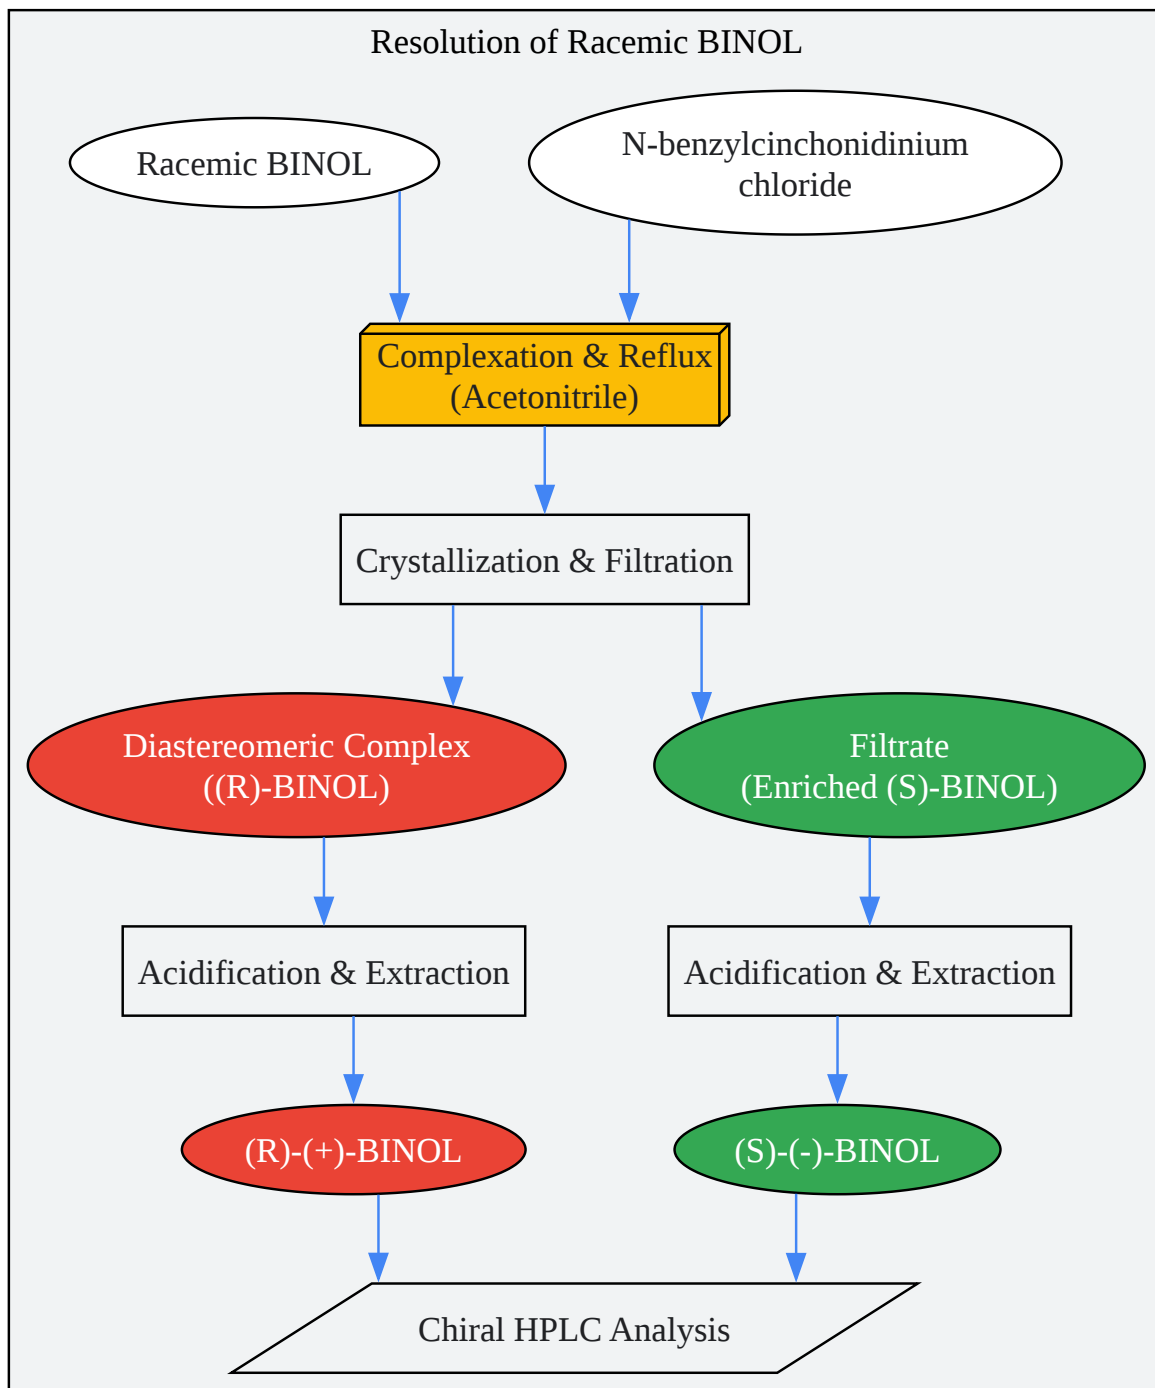 Resolution of Racemic BINOL
Racemic BINOL
N-benzylcinchonidinium
chloride
Complexation & Reflux
(Acetonitrile)
Crystallization & Filtration
Diastereomeric Complex
((R)-BINOL)
Filtrate
(Enriched (S)-BINOL)
Acidification & Extraction
Acidification & Extraction
(R)-(+)-BINOL
(S)-(-)-BINOL
Chiral HPLC Analysis